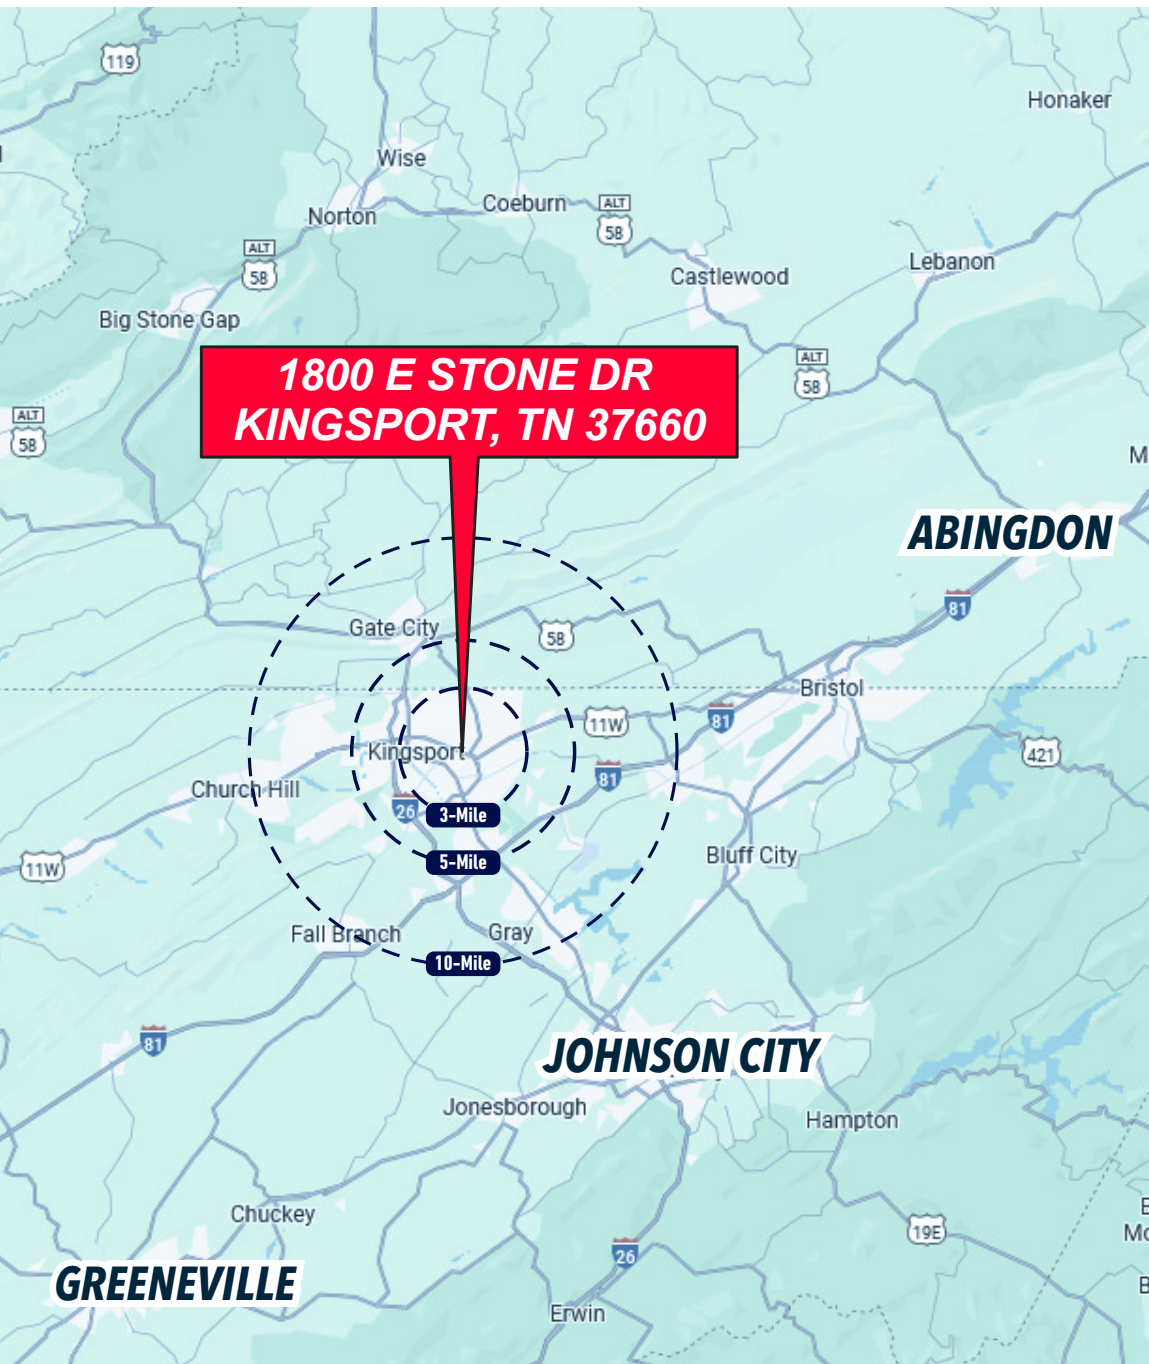 119
Honaker
Wise
Coeburn
ALT
58
Norton
ALT
58
Lebanon
Castlewood
Big Stone Gap
1800 E STONE DR
KINGSPORT, TN 37660
ALT
58
ALT
58
M
ABINGDON
81
Gate City
58
Bristol
11W
81
Kingsport
421
81
Church Hill
26
3-Mile
5-Mile
Bluff City
11W
Fall Branch
Gray
10-Mile
81
JOHNSON CITY
Jonesborough
Hampton
Chuckey
19E
Mo
26
GREENEVILLE
Erwin